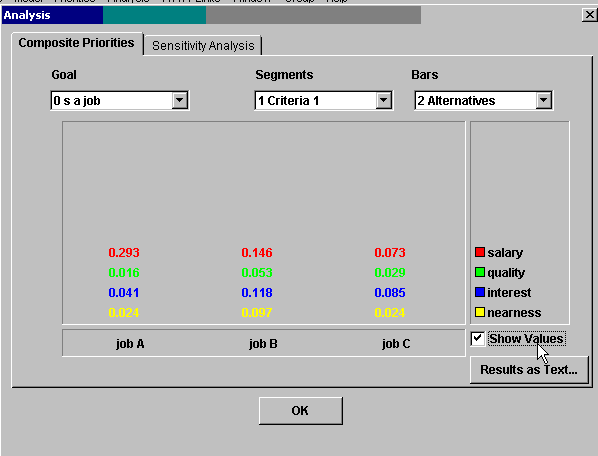 Analysis
Composite Priorities Sensitivity Analysis
Goal Segments Bars
0 s a job 1 Criteria 1 2 Alternatives
0.293 0.146 0.073 salary
0.016 0.053 0.029 quality
0.041 0.118 0.085 interest
0.024 0.097 0.024 nearness
job A job B job C Show Values
Results as Text...
OK